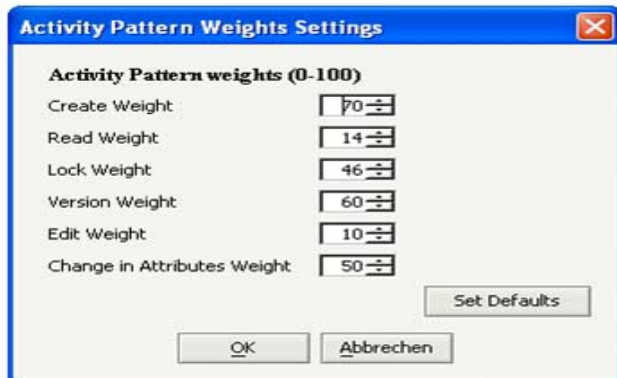 Activity Pattern Weights Settings
Activity Pattern weights (0-100)
Create Weight 70
Read Weight 14
Lock Weight 46
Version Weight 60
Edit Weight 10
Change in Attributes Weight 50
Set Defaults
OK Abbrechen